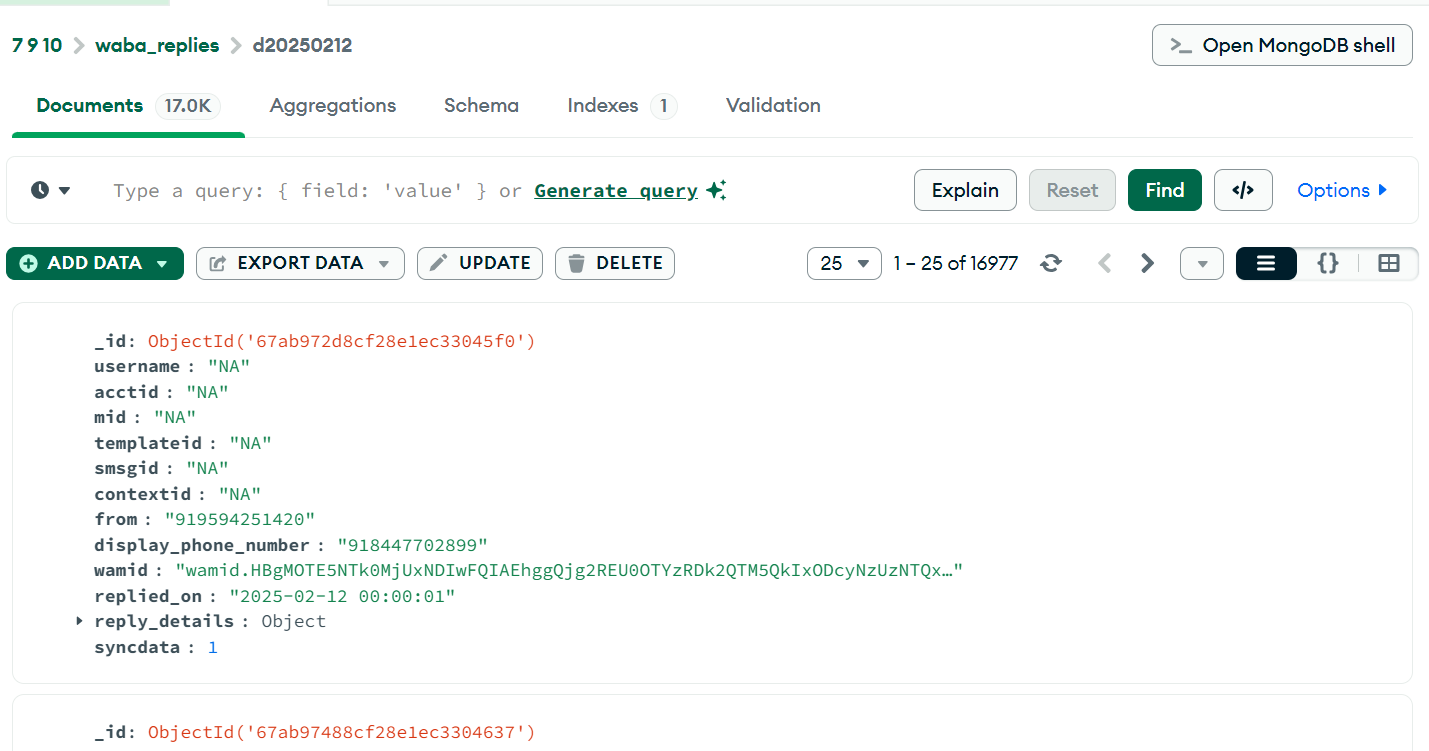 7 9 10 > waba_replies > d20250212
>_ Open MongoDB shell
Documents 17.0K Aggregations Schema Indexes 1 Validation
Type a query: { field: 'value' } or Generate query
Explain Reset Find </> Options
ADD DATA EXPORT DATA UPDATE DELETE 25 1 – 25 of 16977 {}
_id: ObjectId('67ab972d8cf28e1ec33045f0')
username : "NA"
acctid : "NA"
mid : "NA"
templateid : "NA"
smsgid : "NA"
contextid : "NA"
from : "919594251420"
display_phone_number : "918447702899"
wamid : "wamid.HBgMOTE5NTk0MjUxNDIwFQIAEhggQjg2REU0OTYzRDk2QTM5QkIxODcyNzUzNTQx…"
replied_on : "2025-02-12 00:00:01"
reply_details : Object
syncdata : 1
_id: ObjectId('67ab97488cf28e1ec3304637')